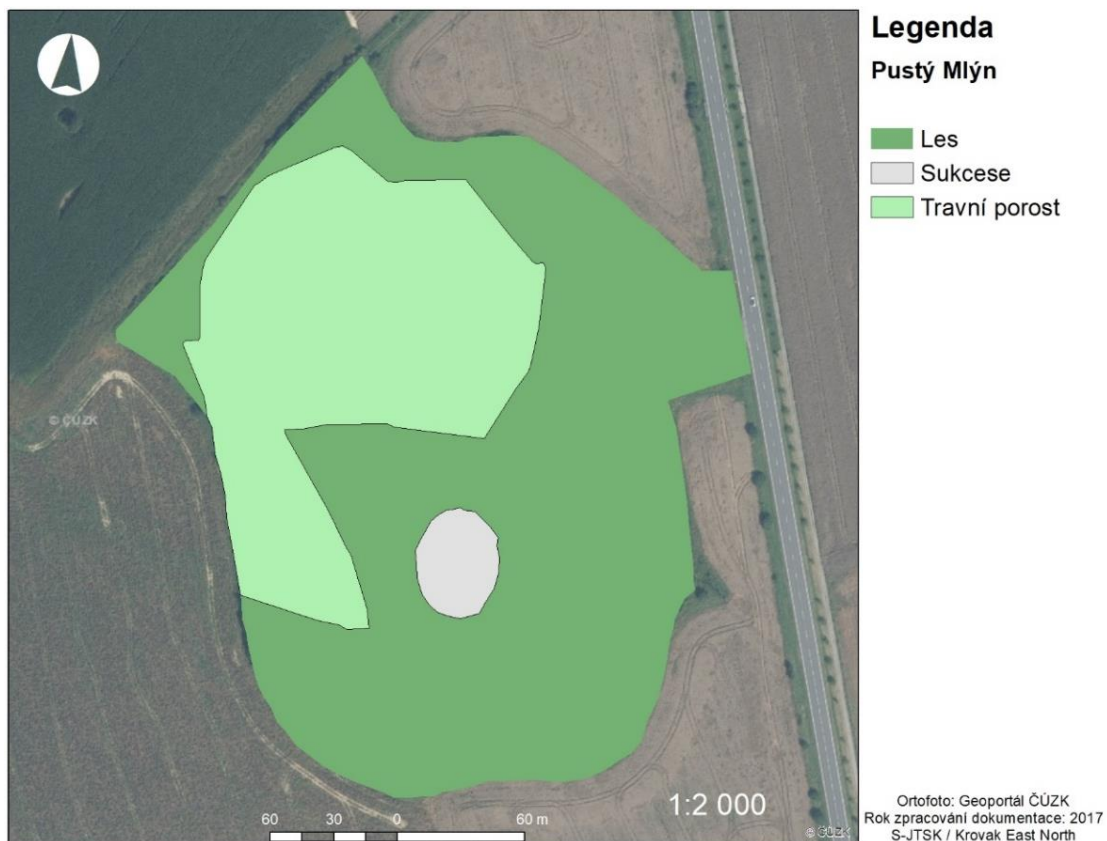 Legenda
Pustý Mlýn
Les
Sukcese
Travní porost
© ČÚZK
1:2 000
60 30 0 60 m
© ČÚZK
Ortofoto: Geoportál ČÚZK
Rok zpracování dokumentace: 2017
S-JTSK / Krovak East North